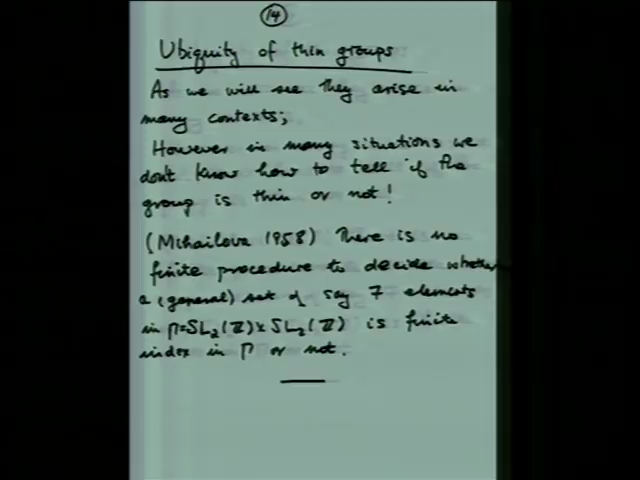 14
Ubiquity of thin groups
As we will see they arise in
many contexts;
However in many situations we
don't know how to tell if the
group is thin or not!
(Mihailova 1958) There is no
finite procedure to decide whether
a (general) set of say 7 elements
in Γ=SL₂(ℤ)×SL₂(ℤ) is finite
index in Γ or not.